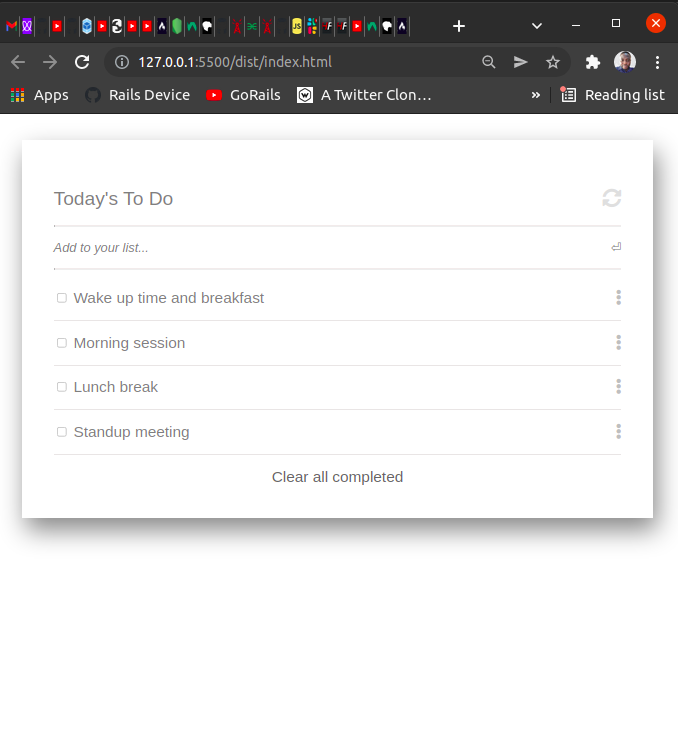 127.0.0.1:5500/dist/index.html
Apps Rails Device GoRails A Twitter Clon... » Reading list
Today's To Do
Add to your list...
Wake up time and breakfast
Morning session
Lunch break
Standup meeting
Clear all completed